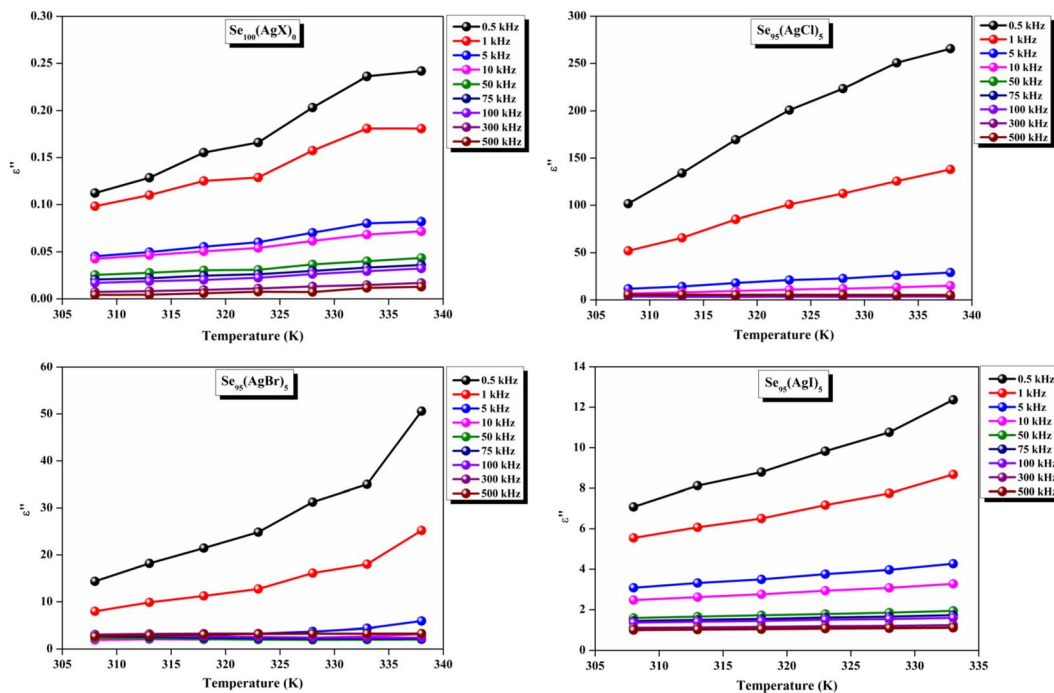 Se100(AgX)0
0.30
0.25
0.20
0.15
0.10
0.05
0.00
ε''
305 310 315 320 325 330 335 340
Temperature (K)
0.5 kHz
1 kHz
5 kHz
10 kHz
50 kHz
75 kHz
100 kHz
300 kHz
500 kHz
Se95(AgCl)5
300
250
200
150
100
50
0
ε''
305 310 315 320 325 330 335 340
Temperature (K)
0.5 kHz
1 kHz
5 kHz
10 kHz
50 kHz
75 kHz
100 kHz
300 kHz
500 kHz
Se95(AgBr)5
60
50
40
30
20
10
0
ε''
305 310 315 320 325 330 335 340
Temperature (K)
0.5 kHz
1 kHz
5 kHz
10 kHz
50 kHz
75 kHz
100 kHz
300 kHz
500 kHz
Se95(AgI)5
14
12
10
8
6
4
2
0
ε''
305 310 315 320 325 330 335
Temperature (K)
0.5 kHz
1 kHz
5 kHz
10 kHz
50 kHz
75 kHz
100 kHz
300 kHz
500 kHz